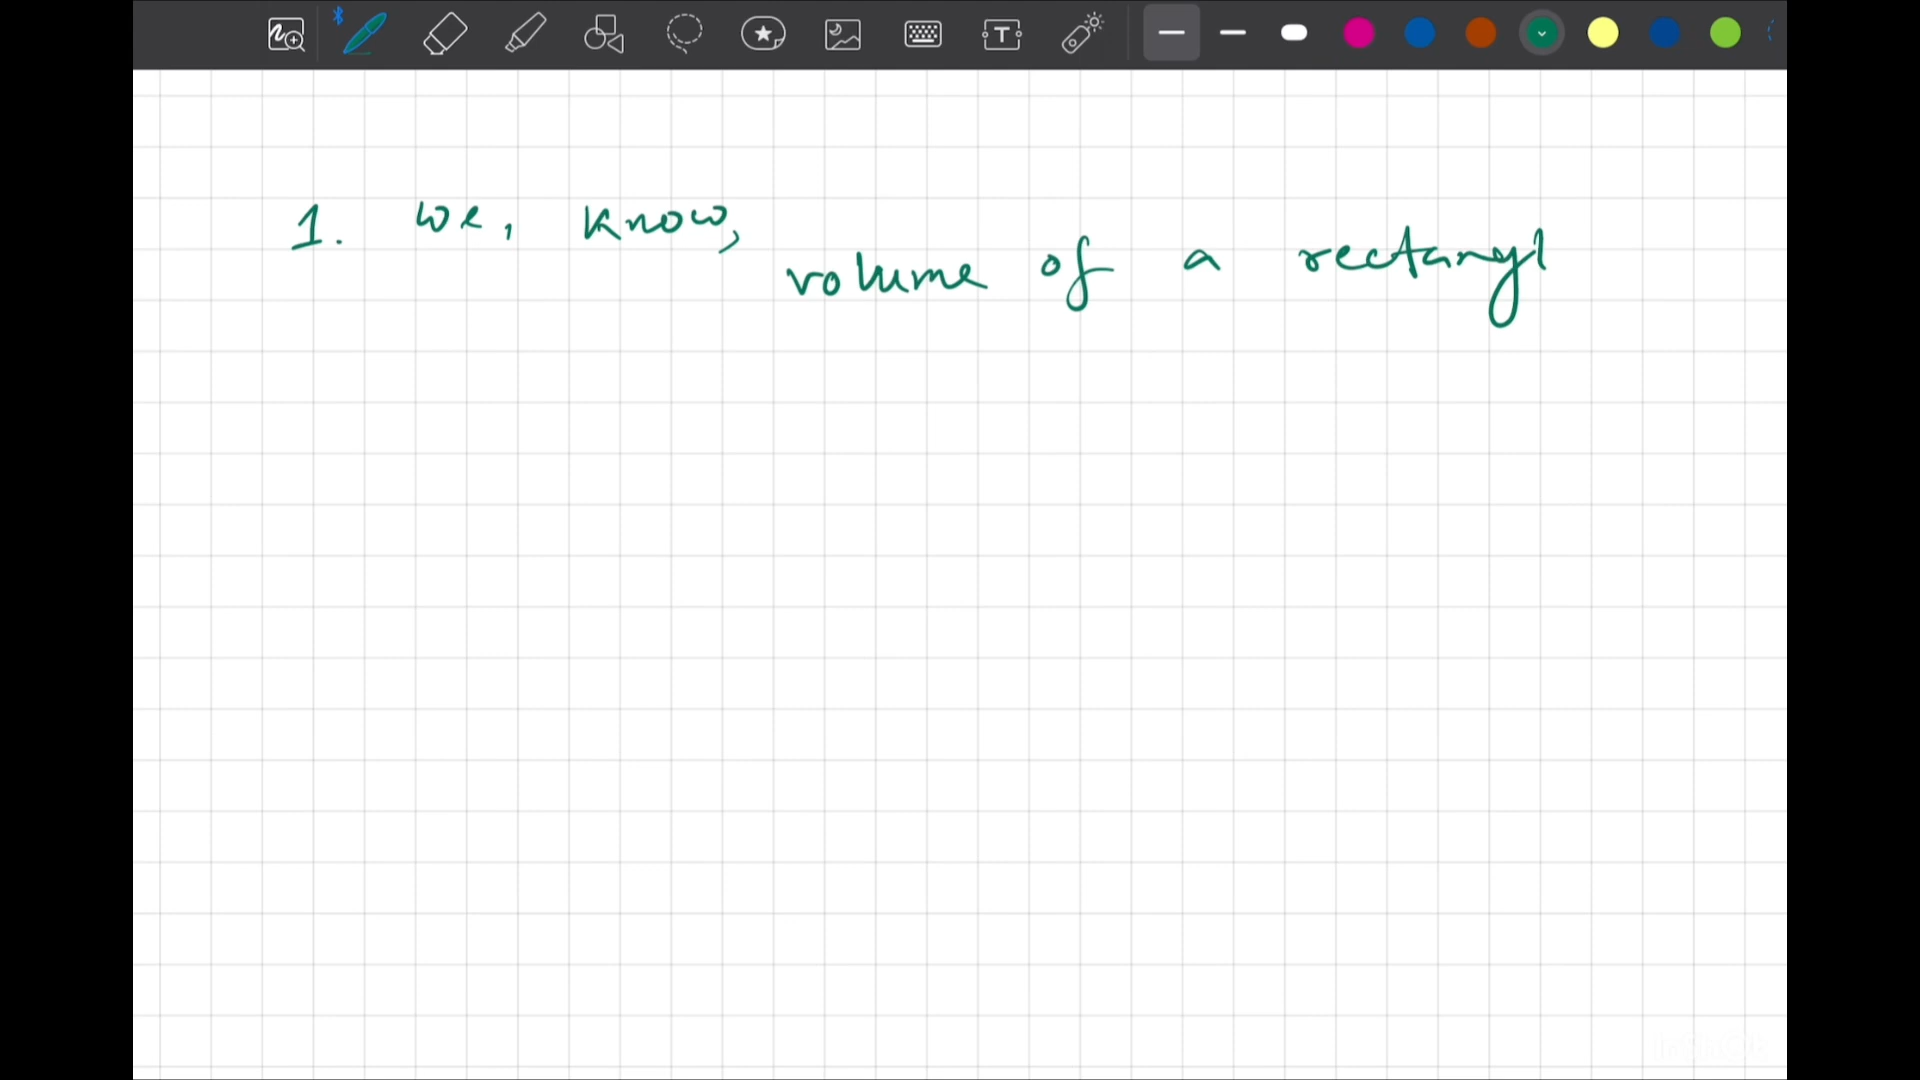 1. we, know,
volume of a rectangl